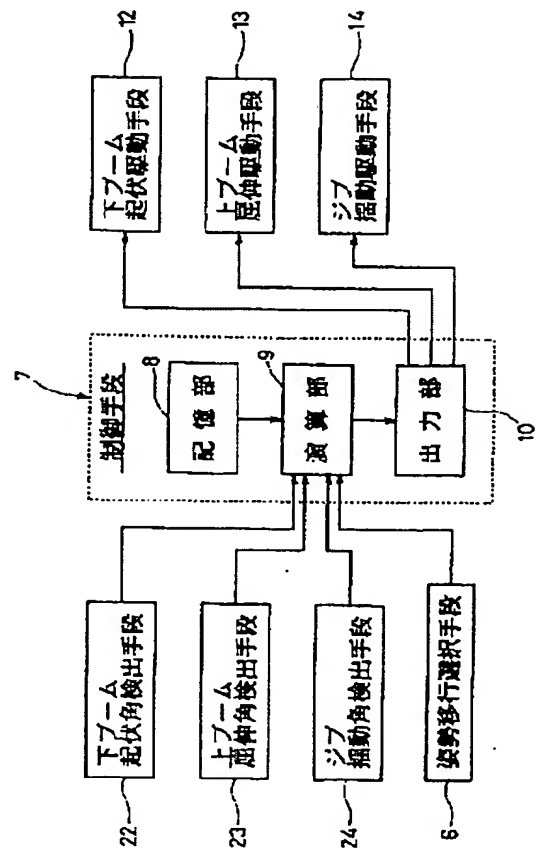 22
下ブーム
起伏角検出手段
23
上ブーム
屈伸角検出手段
24
ジブ
揺動角検出手段
6
姿勢移行選択手段
7
制御手段
8
記憶部
9
演算部
出力部
10
下ブーム
起伏駆動手段
12
上ブーム
屈伸駆動手段
13
ジブ
揺動駆動手段
14